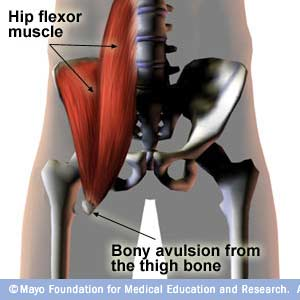 Hip flexor
muscle
Bony avulsion from
the thigh bone
©Mayo Foundation for Medical Education and Research. A